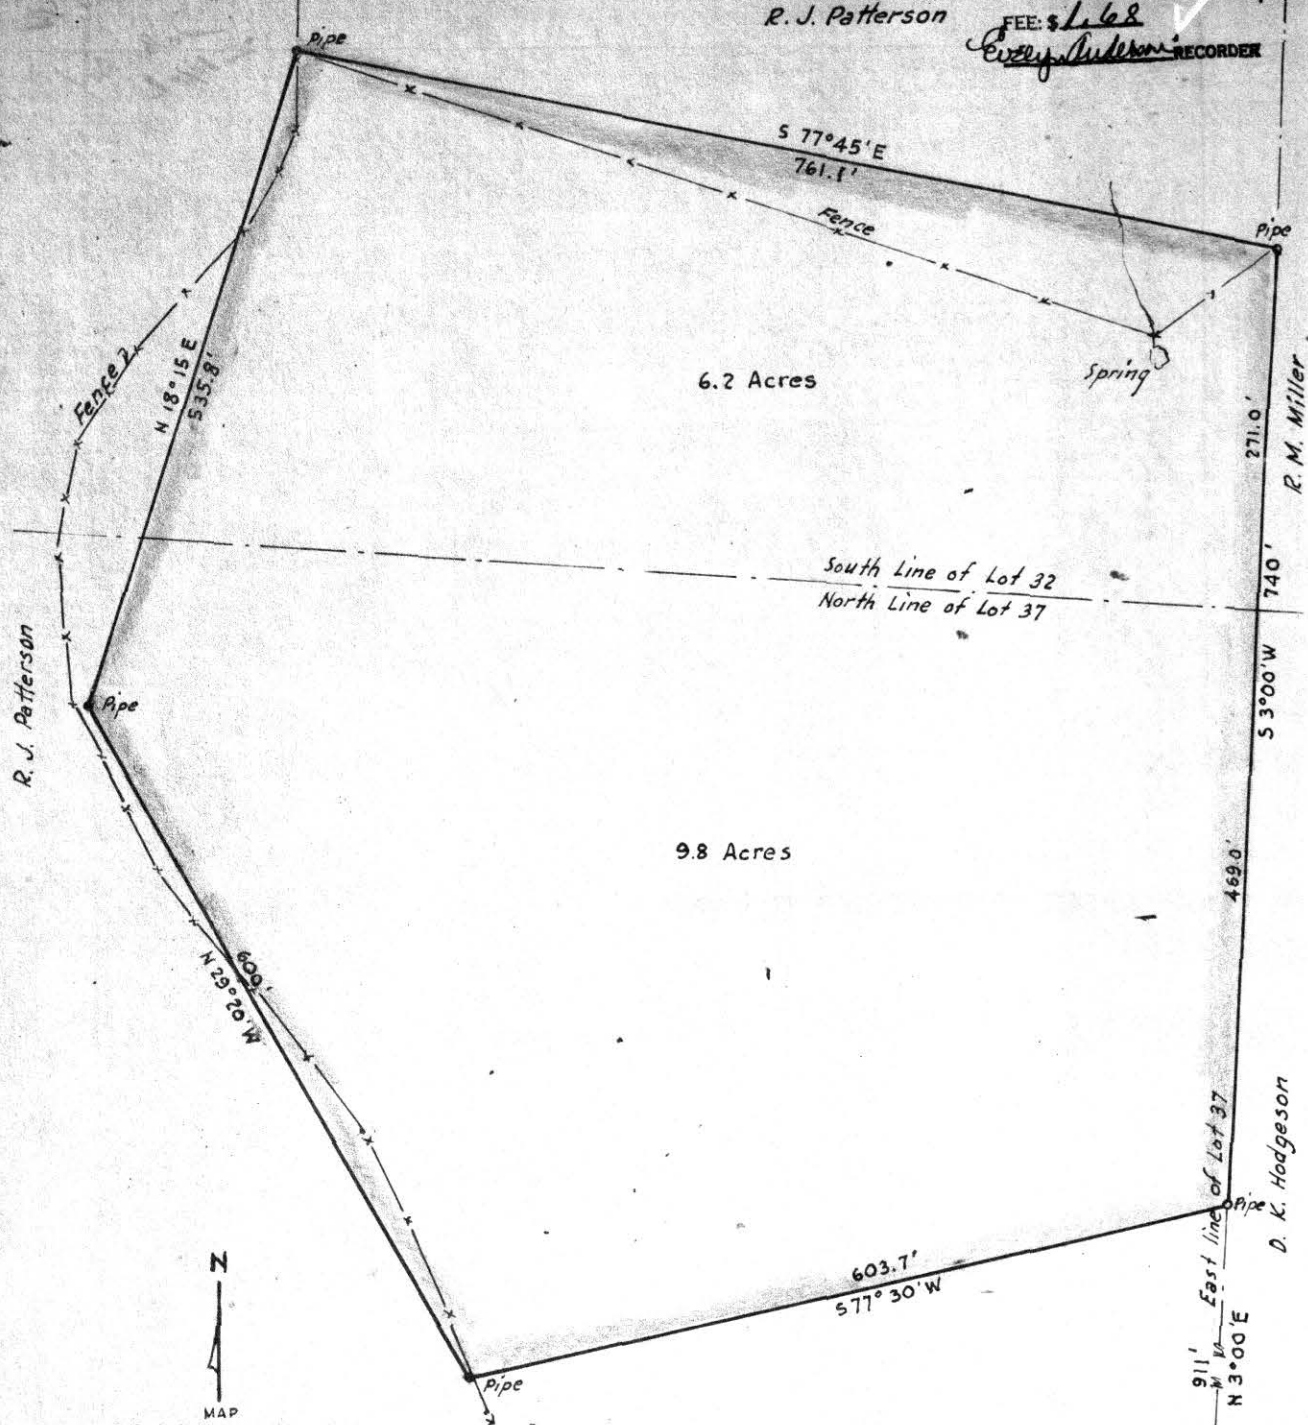 R. J. Patterson
FEE: $1.68
RECORDER
Pipe
S 77°45'E
761.1'
Fence
Pipe
Spring
6.2 Acres
Fence
N 18°15 E
535.8'
271.0'
R. M. Miller
740'
S 3°00'W
South Line of Lot 32
North Line of Lot 37
R. J. Patterson
Pipe
9.8 Acres
469.0'
600'
N 29°20'W
East line of Lot 37
Pipe
D. K. Hodgeson
603.7'
S 77° 30'W
911'
N 3°00'E
Pipe
N
MAP